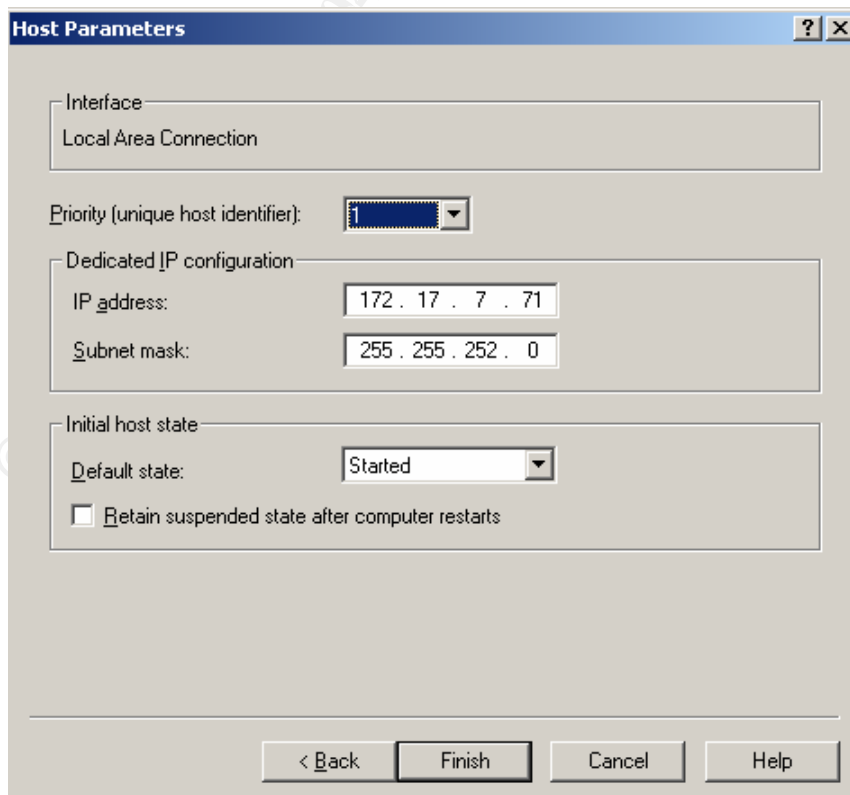 Host Parameters
Interface
Local Area Connection
Priority (unique host identifier): 1
Dedicated IP configuration
IP address: 172 . 17 . 7 . 71
Subnet mask: 255 . 255 . 252 . 0
Initial host state
Default state: Started
Retain suspended state after computer restarts
< Back Finish Cancel Help